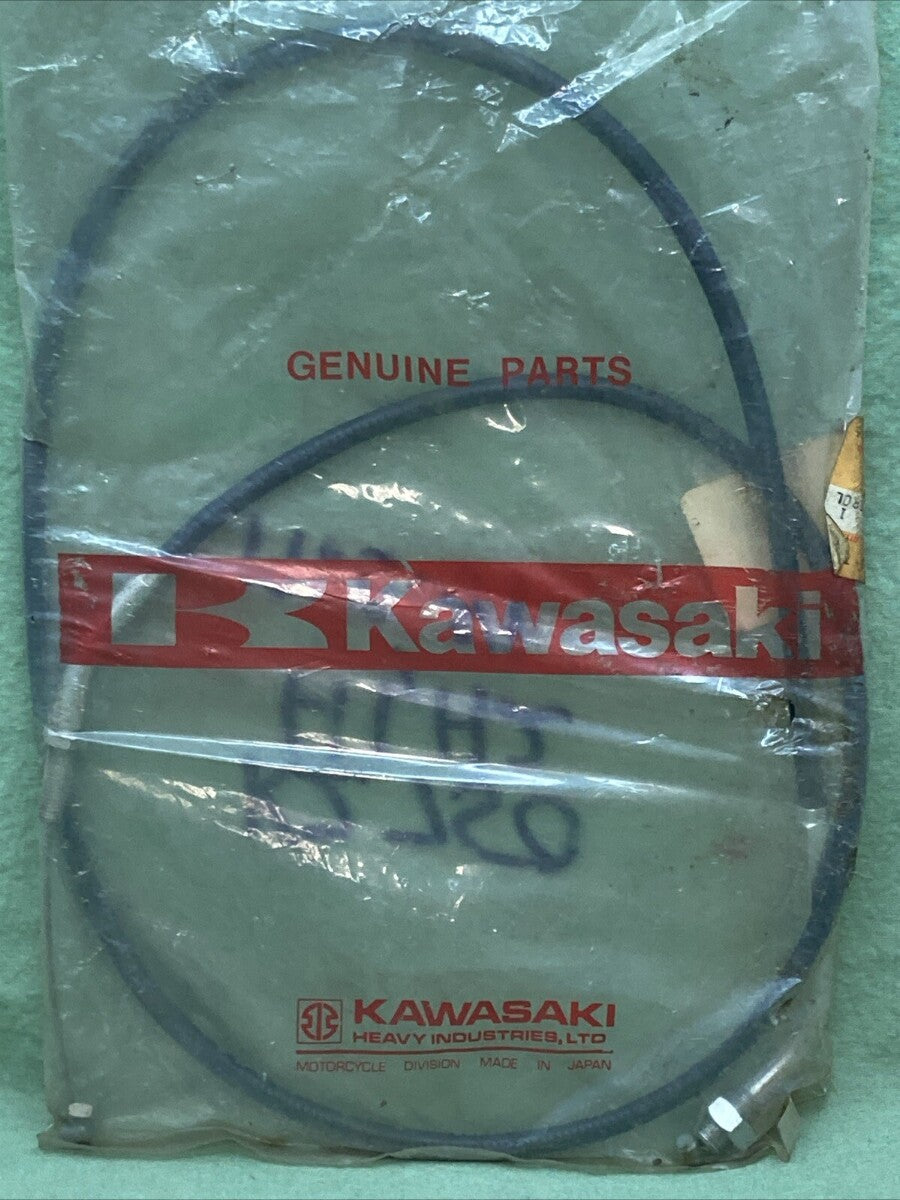 GENUINE PARTS
Kawasaki
KAWASAKI
HEAVY INDUSTRIES, LTD
MOTORCYCLE DIVISION MADE IN JAPAN